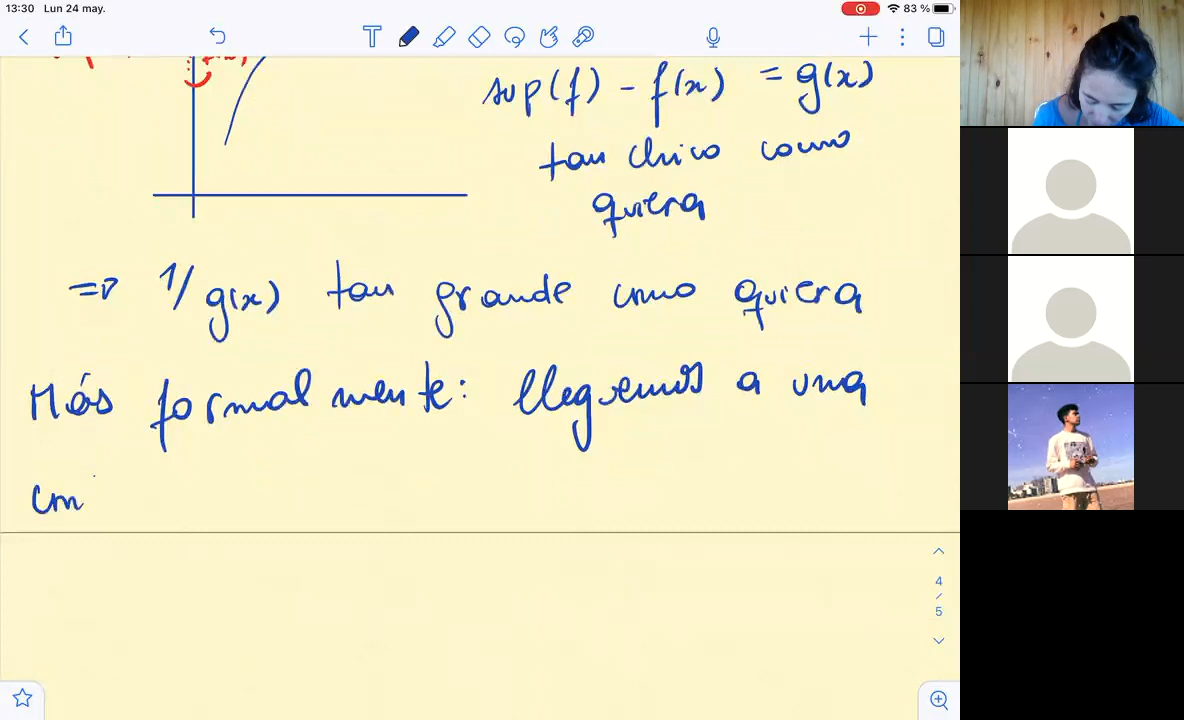 13:30 Lun 24 may. 83 %
sup(f) - f(x) = g(x)
tan chico como
quiera
=> 1/g(x) tan grande como quiera
Más formalmente: lleguemos a una
con
4
/
5